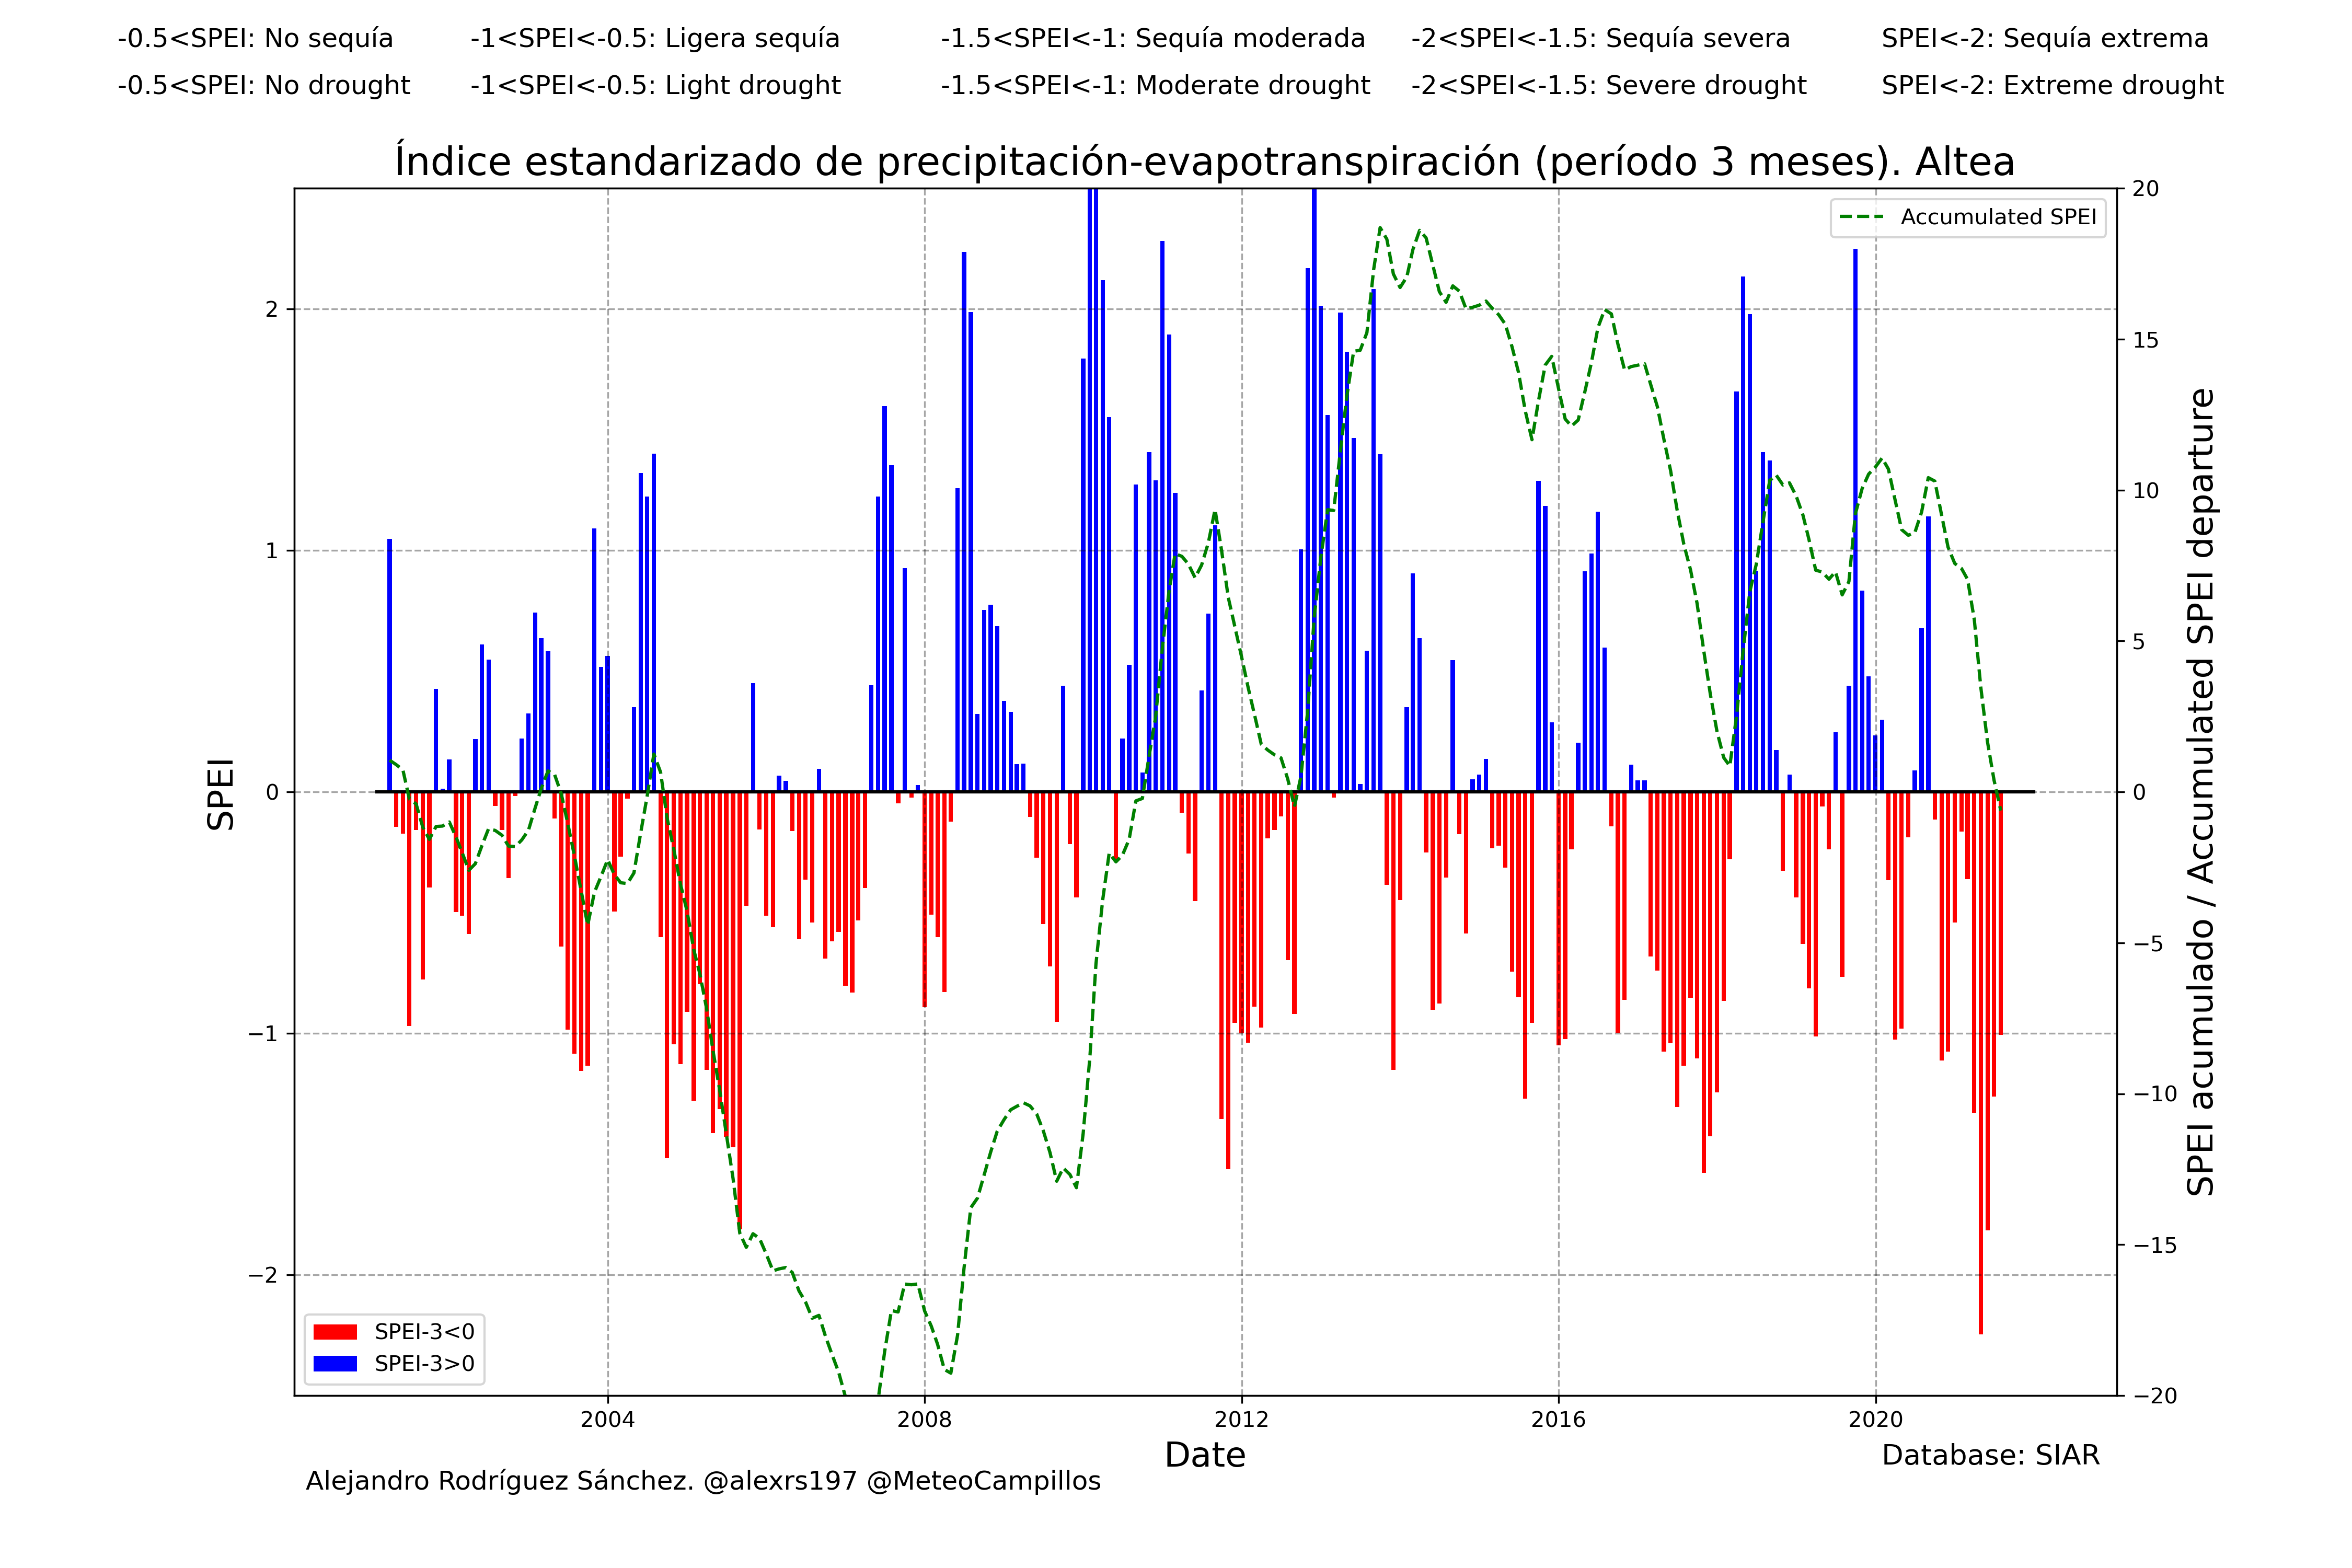 -0.5<SPEI: No sequía -1<SPEI<-0.5: Ligera sequía -1.5<SPEI<-1: Sequía moderada -2<SPEI<-1.5: Sequía severa SPEI<-2: Sequía extrema
-0.5<SPEI: No drought -1<SPEI<-0.5: Light drought -1.5<SPEI<-1: Moderate drought -2<SPEI<-1.5: Severe drought SPEI<-2: Extreme drought
Índice estandarizado de precipitación-evapotranspiración (período 3 meses). Altea
Accumulated SPEI
SPEI
2
1
0
−1
−2
20
15
10
5
0
−5
−10
−15
−20
SPEI acumulado / Accumulated SPEI departure
SPEI-3<0
SPEI-3>0
2004 2008 2012 2016 2020
Date
Database: SIAR
Alejandro Rodríguez Sánchez. @alexrs197 @MeteoCampillos